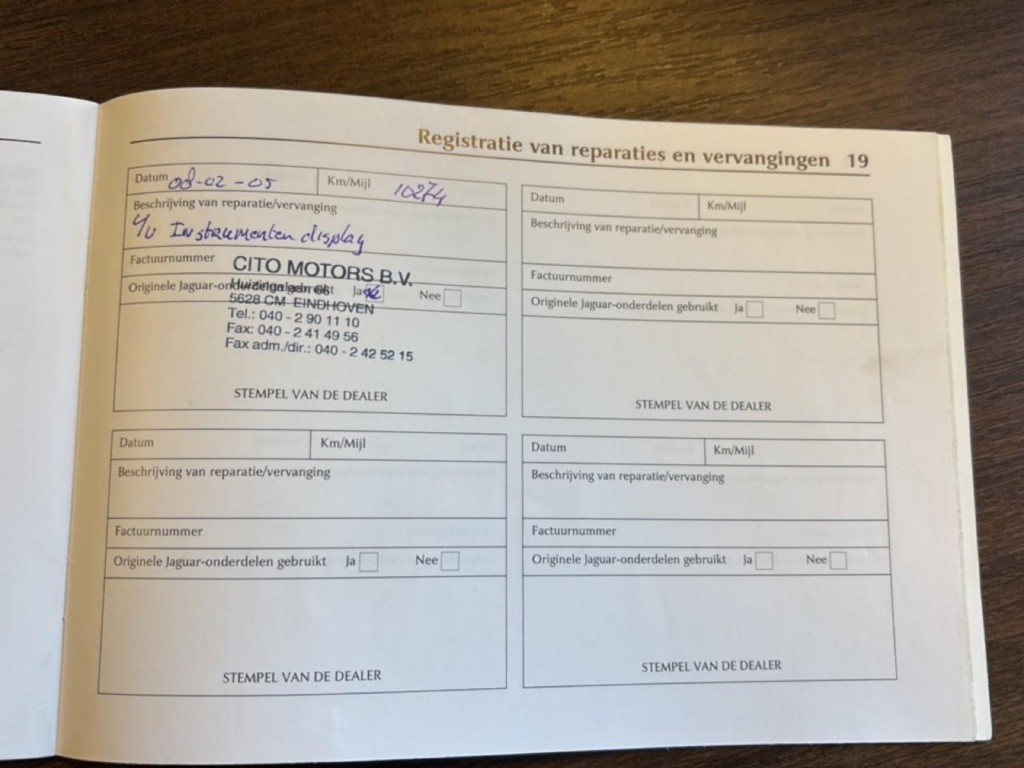 Registratie van reparaties en vervangingen 19
Datum 08-02-05 Km/Mijl 10274
Beschrijving van reparatie/vervanging
Instrumenten display
Factuurnummer
Originele Jaguar-onderdelen gebruikt Ja Nee
CITO MOTORS B.V.
5628 CM EINDHOVEN
Tel.: 040 - 2 90 11 10
Fax: 040 - 2 41 49 56
Fax adm./dir.: 040 - 2 42 52 15
STEMPEL VAN DE DEALER
Datum Km/Mijl
Beschrijving van reparatie/vervanging
Factuurnummer
Originele Jaguar-onderdelen gebruikt Ja Nee
STEMPEL VAN DE DEALER
Datum Km/Mijl
Beschrijving van reparatie/vervanging
Factuurnummer
Originele Jaguar-onderdelen gebruikt Ja Nee
STEMPEL VAN DE DEALER
Datum Km/Mijl
Beschrijving van reparatie/vervanging
Factuurnummer
Originele Jaguar-onderdelen gebruikt Ja Nee
STEMPEL VAN DE DEALER